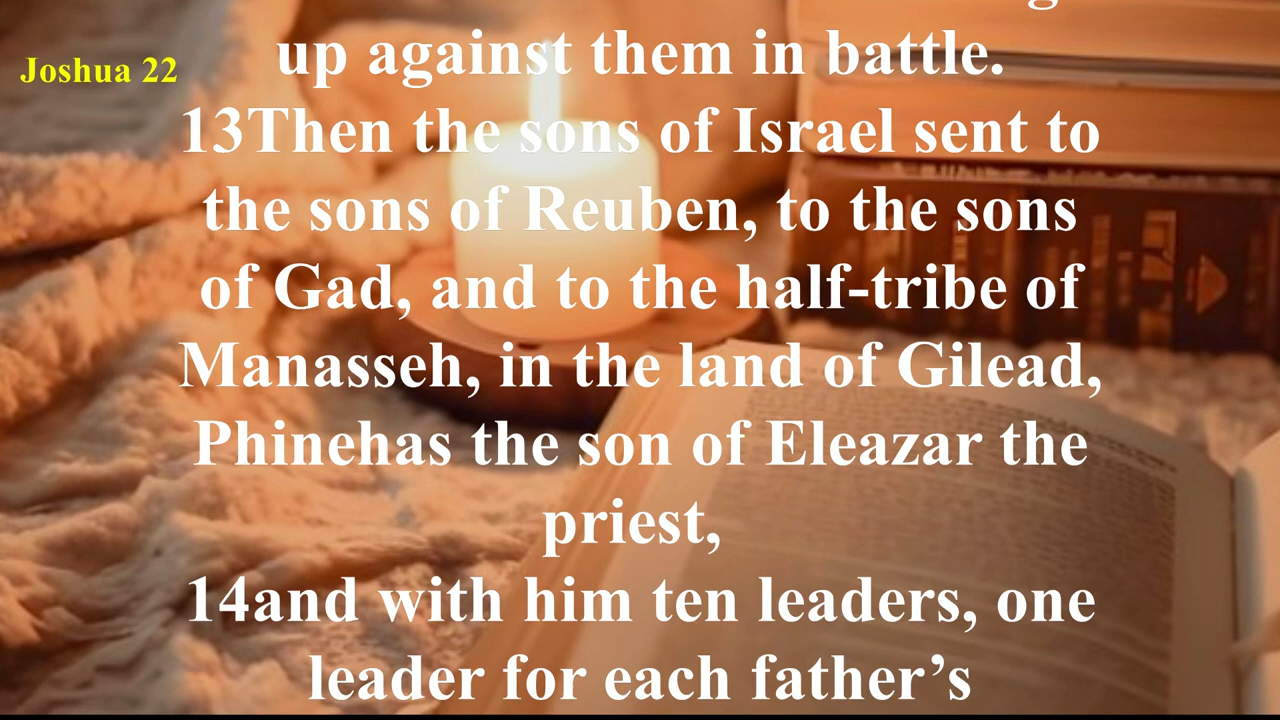 Joshua 22
up against them in battle.
13Then the sons of Israel sent to
the sons of Reuben, to the sons
of Gad, and to the half-tribe of
Manasseh, in the land of Gilead,
Phinehas the son of Eleazar the
priest,
14and with him ten leaders, one
leader for each father’s